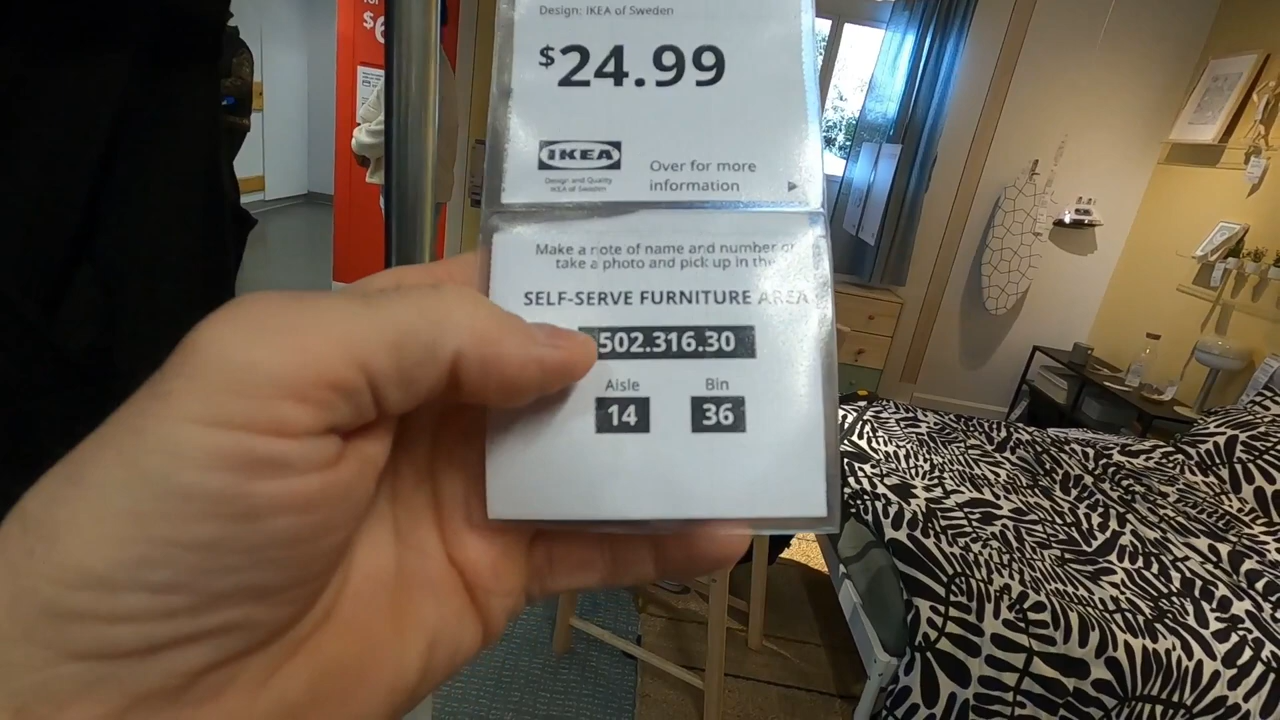 for
$6
Design: IKEA of Sweden
$24.99
IKEA
Design and Quality
IKEA of Sweden
Over for more
information
Make a note of name and number or
take a photo and pick up in
SELF-SERVE FURNITURE AREA
502.316.30
Aisle Bin
14 36